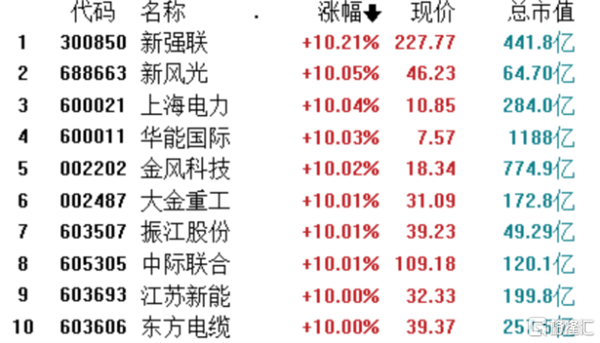 代码 名称 . 涨幅 现价 总市值
1 300850 新强联 +10.21% 227.77 441.8亿
2 688663 新风光 +10.05% 46.23 64.70亿
3 600021 上海电力 +10.04% 10.85 284.0亿
4 600011 华能国际 +10.03% 7.57 1188亿
5 002202 金风科技 +10.02% 18.34 774.9亿
6 002487 大金重工 +10.01% 31.09 172.8亿
7 603507 振江股份 +10.01% 39.23 49.29亿
8 605305 中际联合 +10.01% 109.18 120.1亿
9 603693 江苏新能 +10.00% 32.33 199.8亿
10 603606 东方电缆 +10.00% 39.37